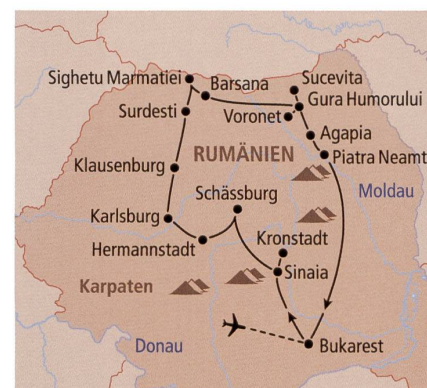 Sighetu Marmatiei
Barsana
Sucevita
Gura Humorului
Surdesti
Voronet
Agapia
RUMÄNIEN
Piatra Neamt
Klausenburg
Moldau
Schässburg
Karlsburg
Kronstadt
Hermannstadt
Sinaia
Karpaten
Donau
Bukarest